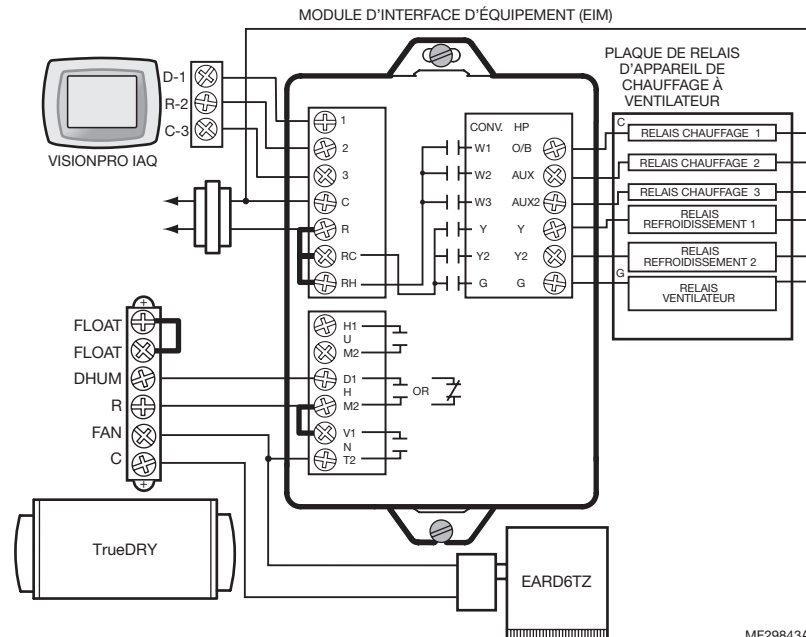 MODULE D'INTERFACE D'ÉQUIPEMENT (EIM)
PLAQUE DE RELAIS
D'APPAREIL DE
CHAUFFAGE À
VENTILATEUR
D-1
R-2
C-3
VISIONPRO IAQ
1
2
3
C
R
RC
RH
CONV. HP
W1 O/B
W2 AUX
W3 AUX2
Y Y
Y2 Y2
G G
C
RELAIS CHAUFFAGE 1
RELAIS CHAUFFAGE 2
RELAIS CHAUFFAGE 3
RELAIS
REFROIDISSEMENT 1
RELAIS
REFROIDISSEMENT 2
G
RELAIS
VENTILATEUR
FLOAT
FLOAT
DHUM
R
FAN
C
H1
U
M2
D1
H
M2
V1
N
T2
OR
TrueDRY
EARD6TZ
MF29843A